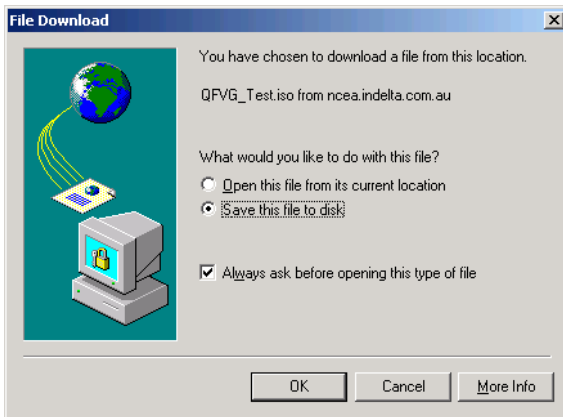 File Download
You have chosen to download a file from this location.
QFVG_Test.iso from ncea.indelta.com.au
What would you like to do with this file?
Open this file from its current location
Save this file to disk
Always ask before opening this type of file
OK Cancel More Info